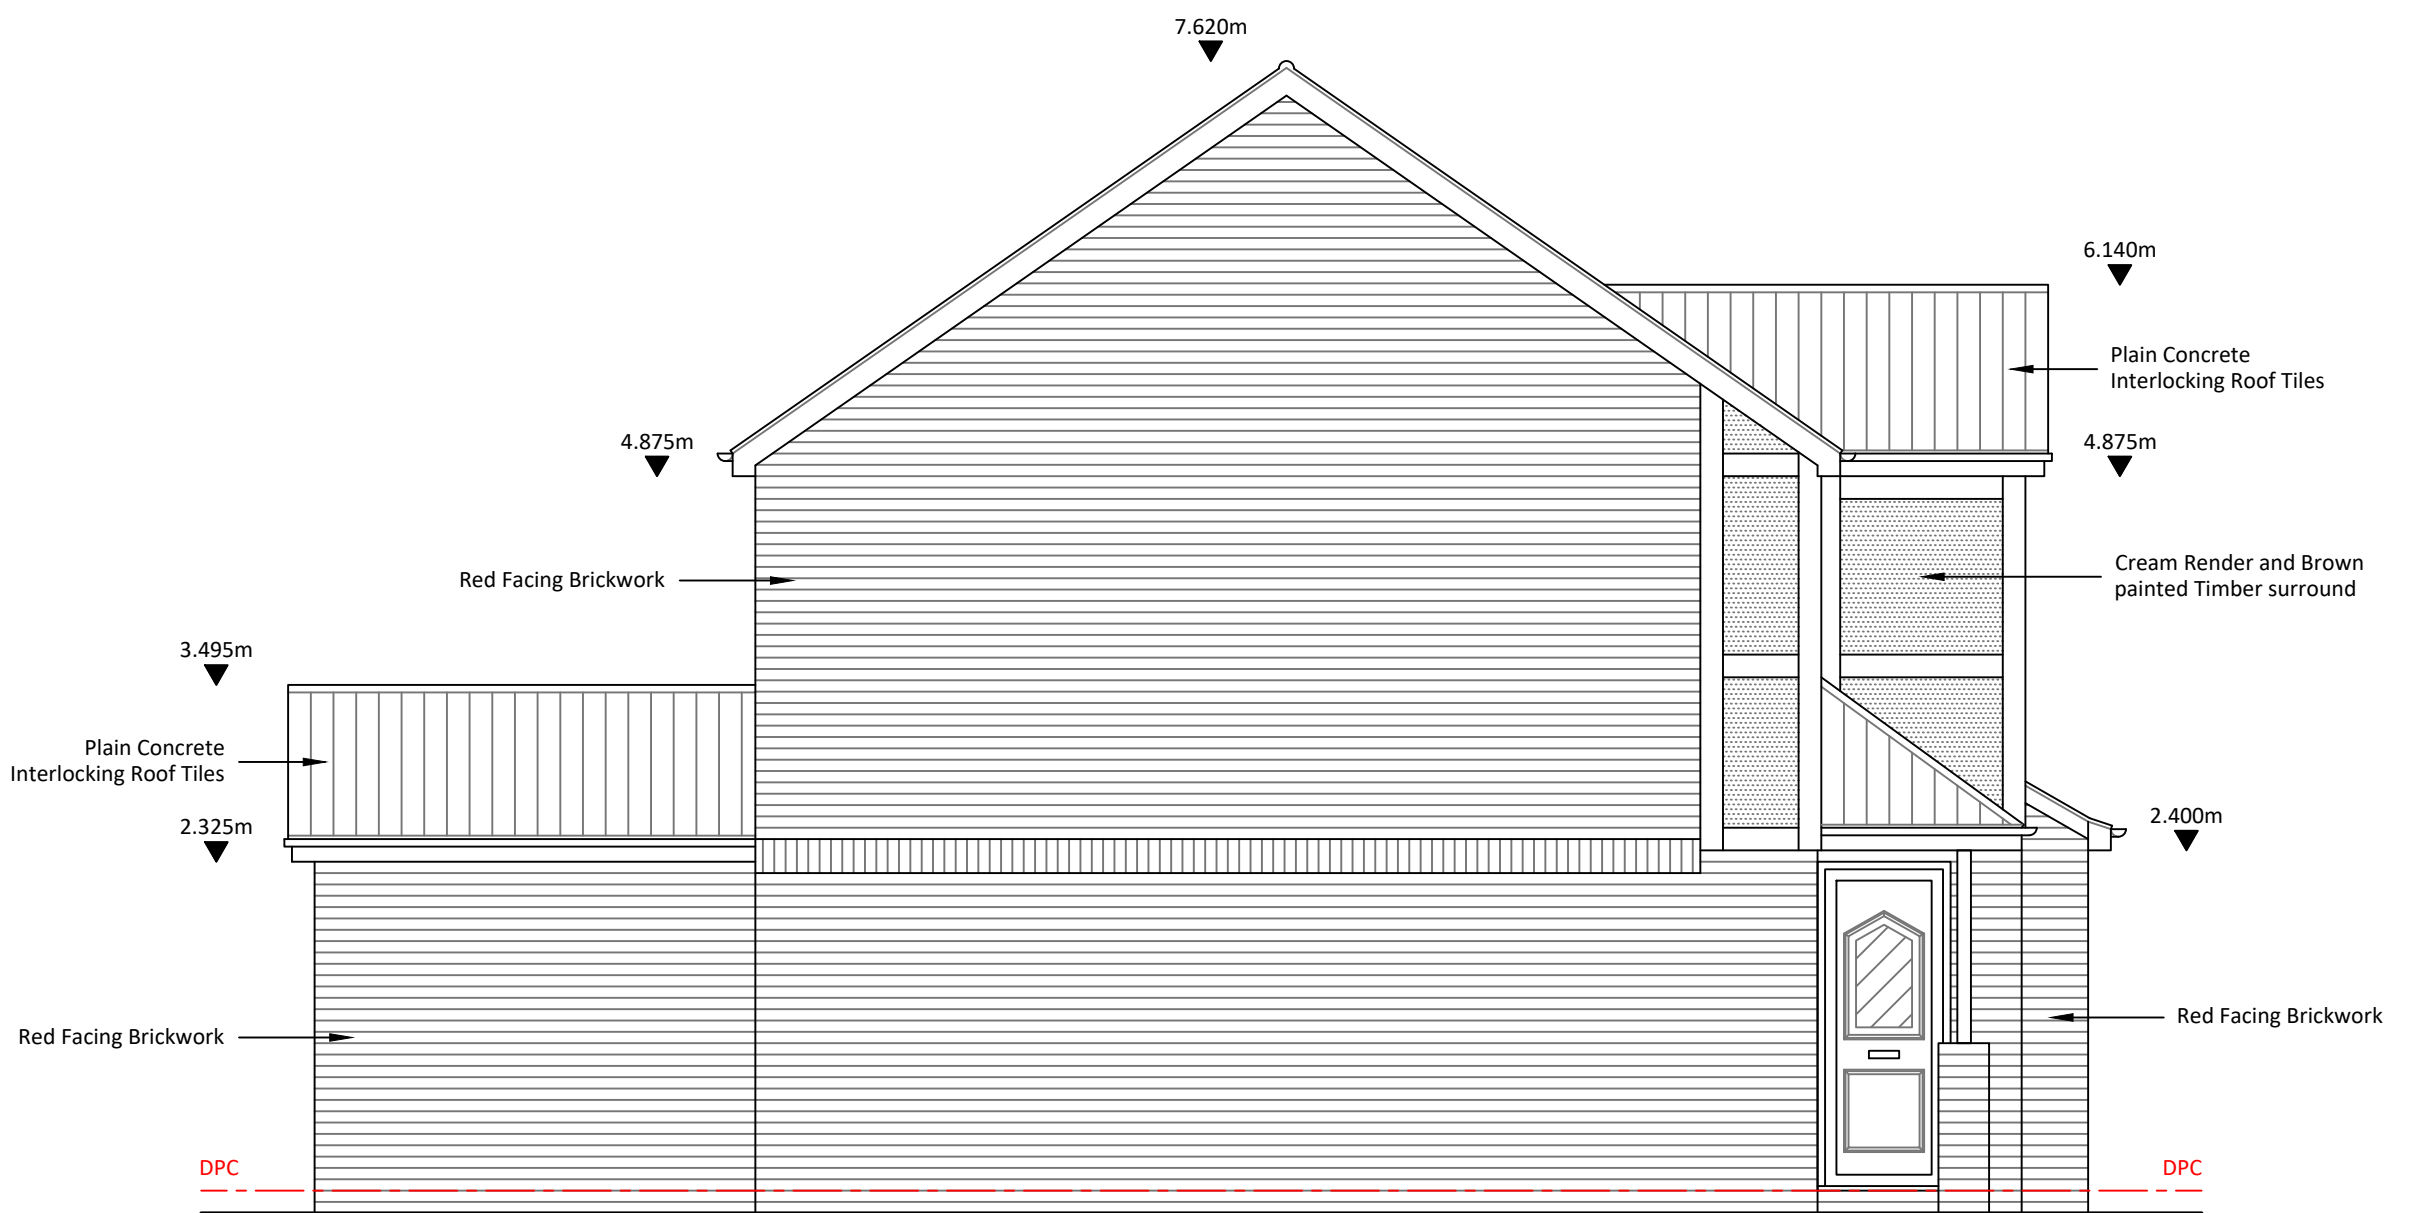 7.620m
6.140m
Plain Concrete
Interlocking Roof Tiles
4.875m
4.875m
Red Facing Brickwork
Cream Render and Brown
painted Timber surround
3.495m
Plain Concrete
Interlocking Roof Tiles
2.325m
2.400m
Red Facing Brickwork
Red Facing Brickwork
DPC
DPC